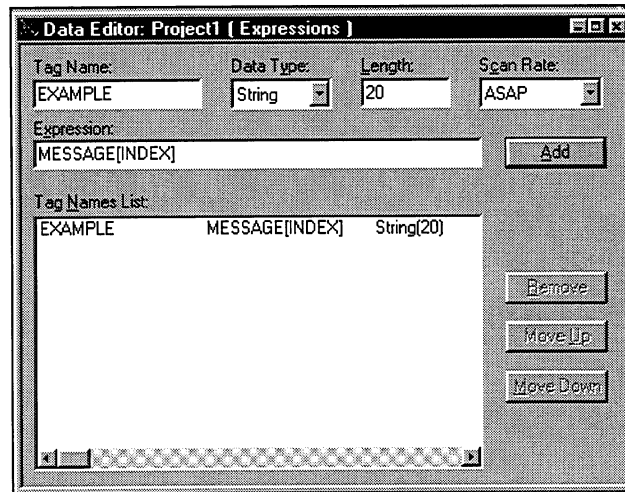 Data Editor: Project1 ( Expressions )
Tag Name: Data Type: Length: Scan Rate:
EXAMPLE String 20 ASAP
Expression:
MESSAGE[INDEX] Add
Tag Names List:
EXAMPLE MESSAGE[INDEX] String(20)
Remove
Move Up
Move Down